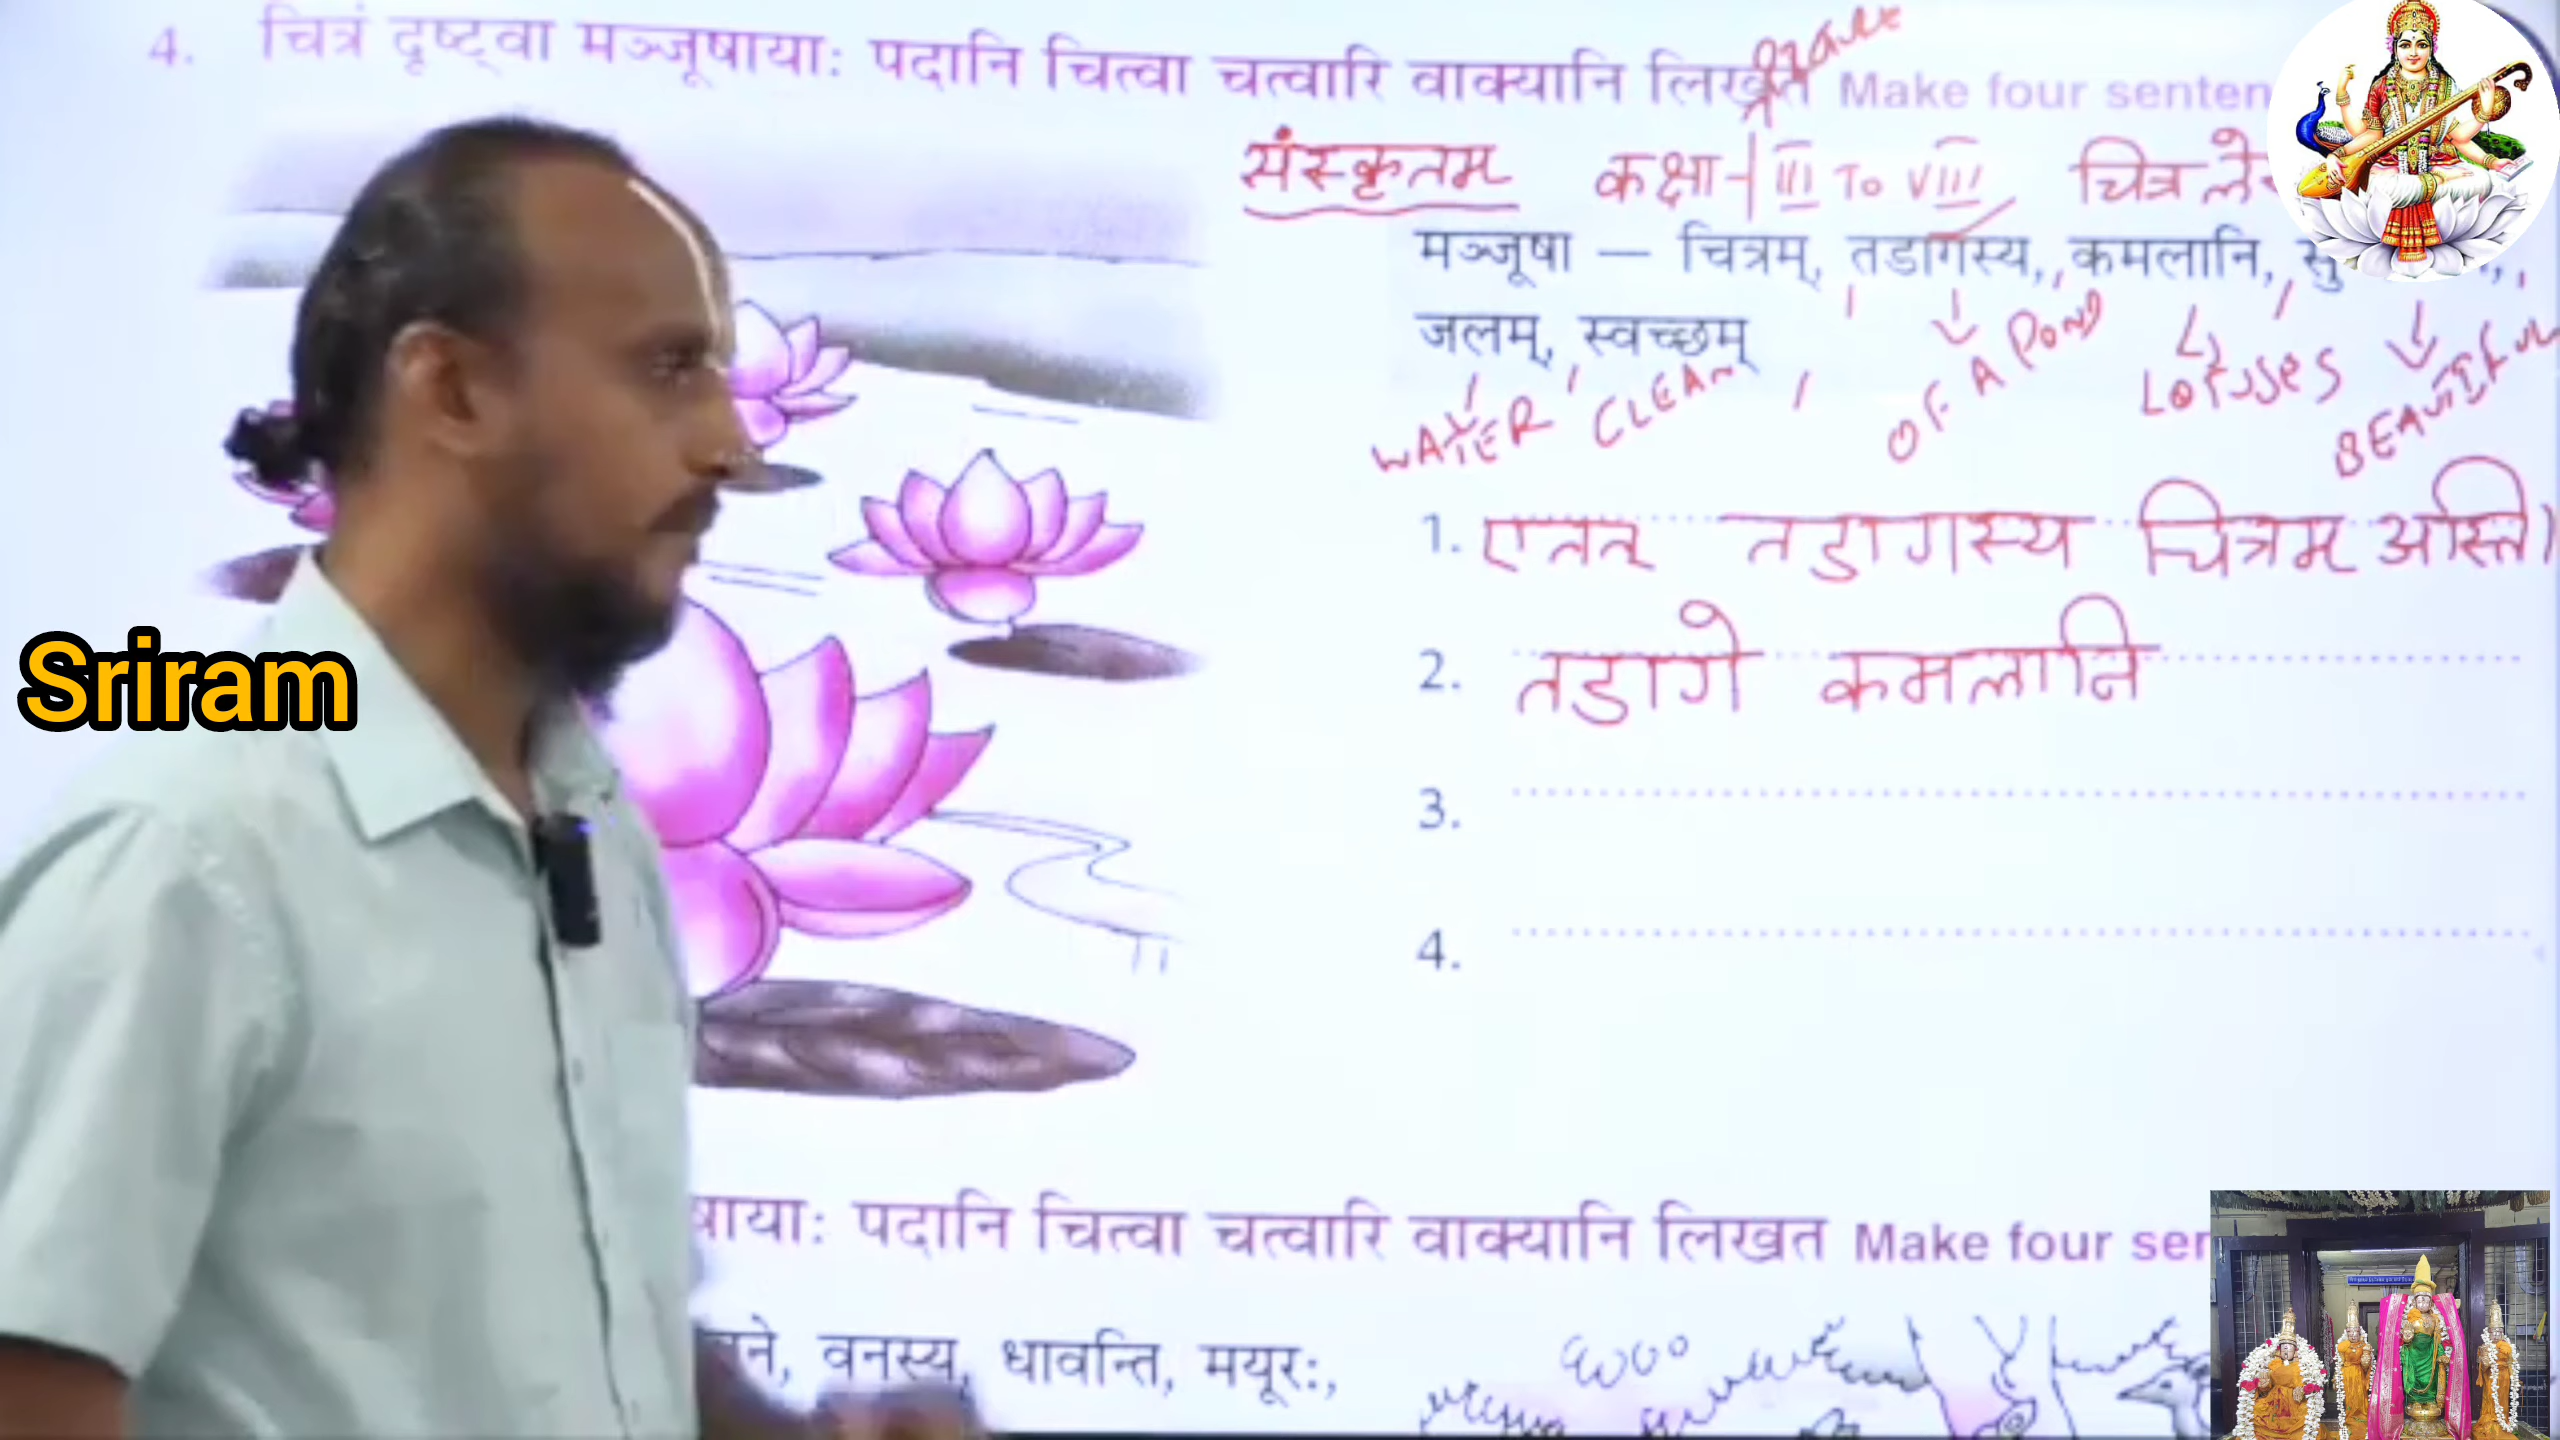 4. चित्रं दृष्ट्वा मञ्जूषायाः पदानि चित्वा चत्वारि वाक्यानि लिखत Make four senten
संस्कृतम् कक्षा - III To VIII चित्र ले
मञ्जूषा — चित्रम्, तडागस्य, कमलानि, सु
जलम्, स्वच्छम्
WATER CLEAN OF A POND LOTUSSES BEAUTIFUL
1. एतत् तडागस्य चित्रम् अस्ति।
2. तडागे कमलानि
Sriram
3.
4.
षायाः पदानि चित्वा चत्वारि वाक्यानि लिखत Make four sen
वनस्य, धावन्ति, मयूरः,